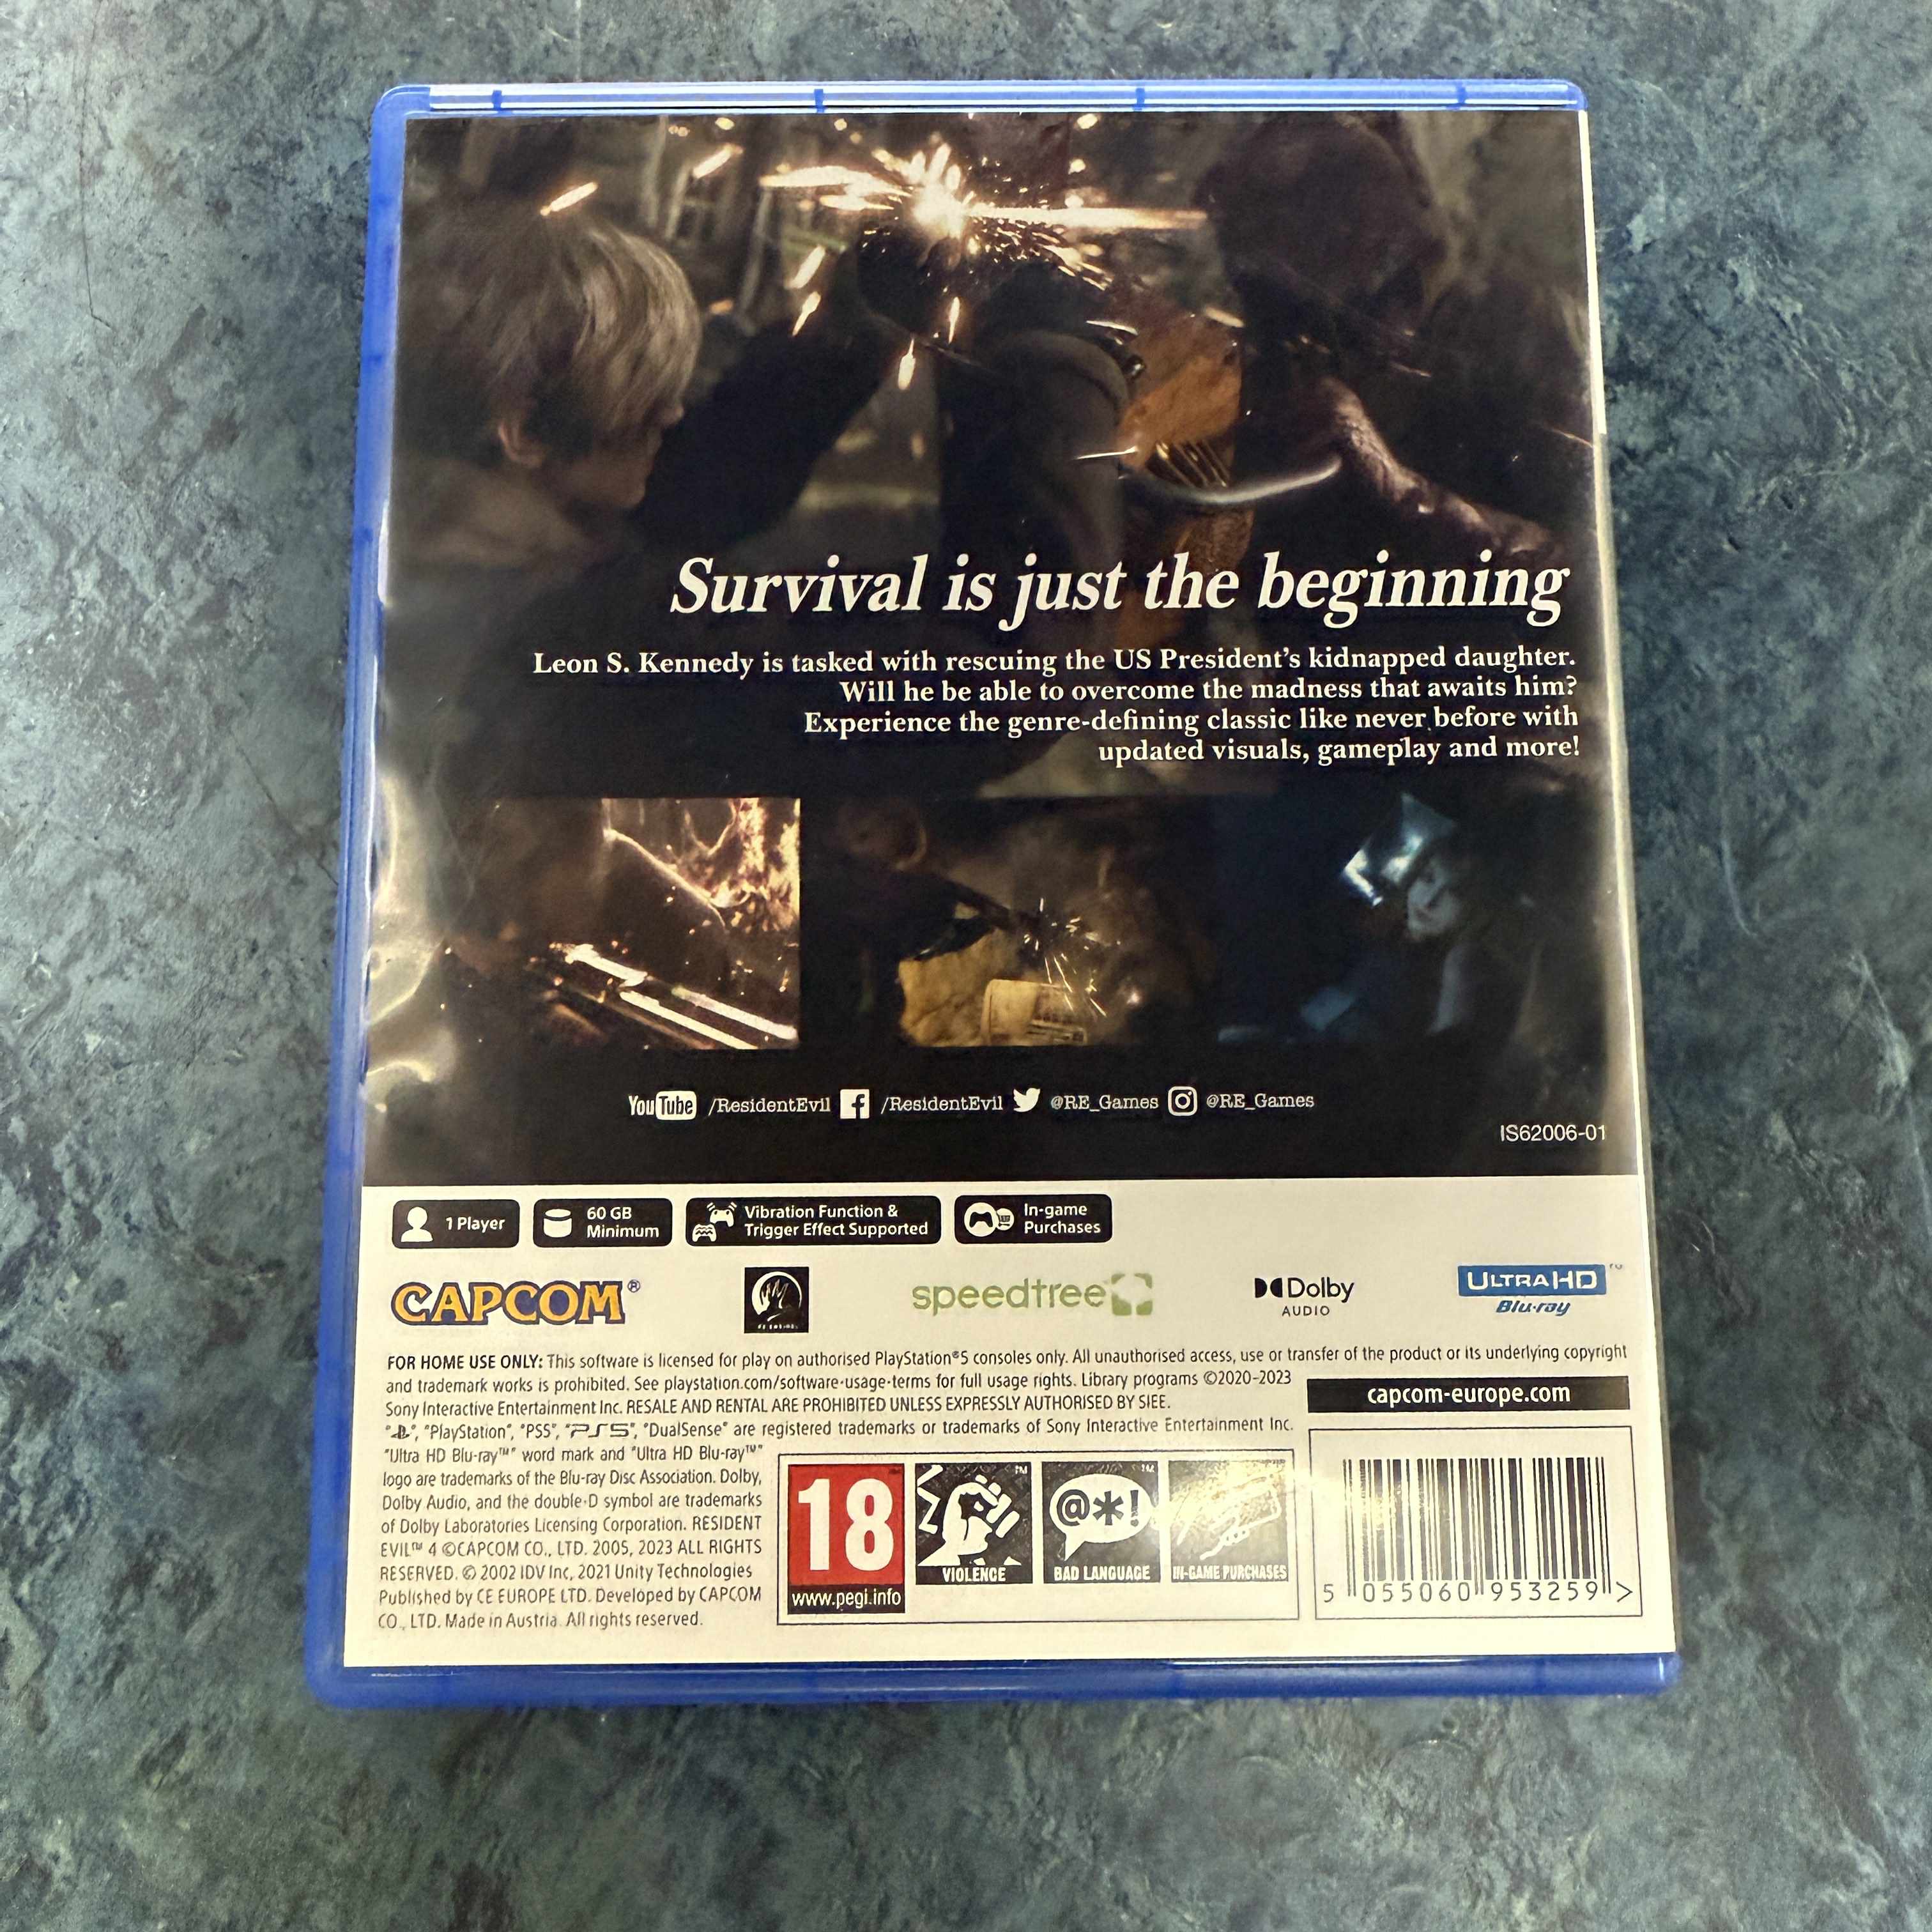 Survival is just the beginning
Leon S. Kennedy is tasked with rescuing the US President's kidnapped daughter.
Will he be able to overcome the madness that awaits him?
Experience the genre-defining classic like never before with
updated visuals, gameplay and more!
YouTube /ResidentEvil /ResidentEvil @RE_Games @RE_Games
IS62006-01
1 Player
60 GB
Minimum
Vibration Function &
Trigger Effect Supported
In-game
Purchases
CAPCOM®
RE ENGINE
speedtree
Dolby
AUDIO
ULTRA HD™
Blu-ray
FOR HOME USE ONLY: This software is licensed for play on authorised PlayStation®5 consoles only. All unauthorised access, use or transfer of the product or its underlying copyright
and trademark works is prohibited. See playstation.com/software-usage-terms for full usage rights. Library programs ©2020-2023
Sony Interactive Entertainment Inc. RESALE AND RENTAL ARE PROHIBITED UNLESS EXPRESSLY AUTHORISED BY SIEE.
capcom-europe.com
"PS", "PlayStation", "PS5", "PS5", "DualSense" are registered trademarks or trademarks of Sony Interactive Entertainment Inc.
"Ultra HD Blu-ray™" word mark and "Ultra HD Blu-ray™"
logo are trademarks of the Blu-ray Disc Association. Dolby,
Dolby Audio, and the double-D symbol are trademarks
of Dolby Laboratories Licensing Corporation. RESIDENT
EVIL™ 4 ©CAPCOM CO., LTD. 2005, 2023 ALL RIGHTS
RESERVED. © 2002 IDV Inc, 2021 Unity Technologies
Published by CE EUROPE LTD. Developed by CAPCOM
CO., LTD. Made in Austria. All rights reserved.
18
www.pegi.info
™
VIOLENCE
™
@*!
BAD LANGUAGE
™
IN-GAME PURCHASES
5 055060 953259 >